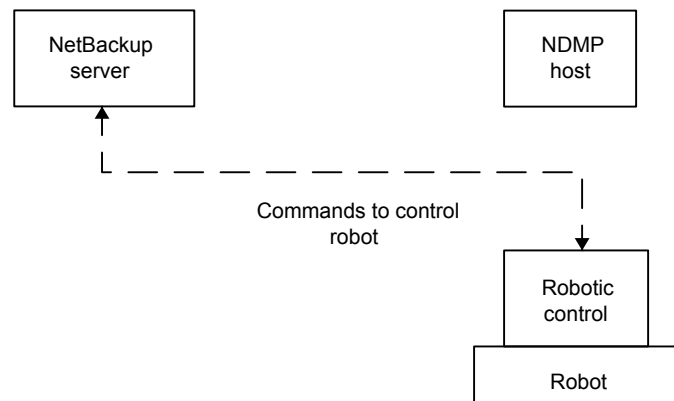 NetBackup
server
NDMP
host
Commands to control
robot
Robotic
control
Robot